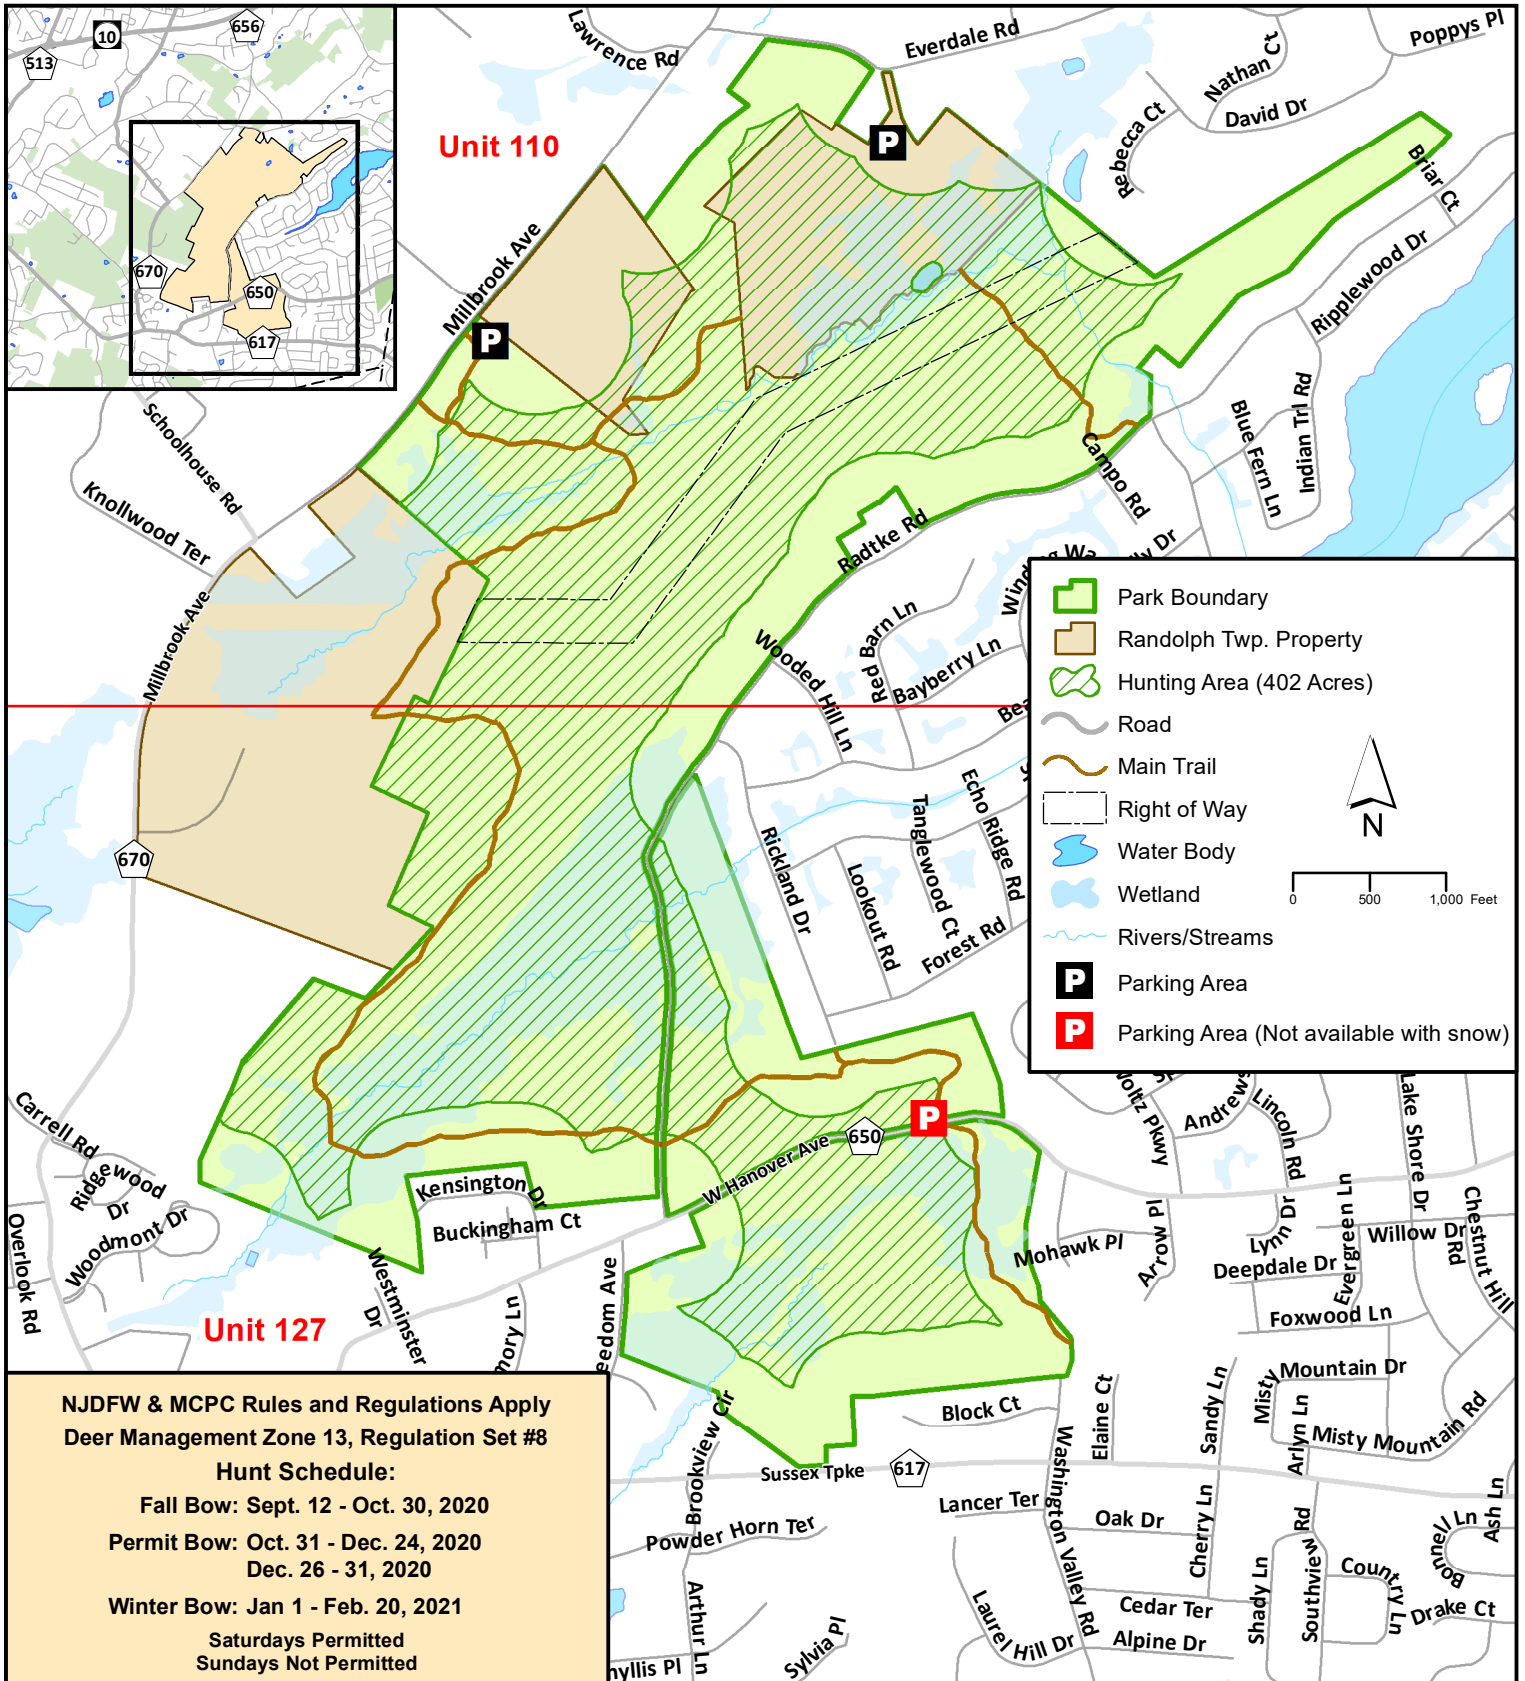 10
656
513
670
650
617
Lawrence Rd
Everdale Rd
Poppys Pl
Nathan Ct
David Dr
Rebecca Ct
Briar Ct
Ripplewood Dr
Unit 110
P
Millbrook Ave
P
Schoolhouse Rd
Knollwood Ter
Campo Rd
Blue Fern Ln
Indian Trl Rd
Radtke Rd
Red Barn Ln
Bayberry Ln
Wooded Hill Ln
Millbrook Ave
670
Echo Ridge Rd
Tanglewood Ct
Rickland Dr
Lookout Rd
Forest Rd
Park Boundary
Randolph Twp. Property
Hunting Area (402 Acres)
Road
Main Trail
Right of Way
Water Body
Wetland
Rivers/Streams
P Parking Area
P Parking Area (Not available with snow)
N
0 500 1,000 Feet
Carrell Rd
Ridgewood Dr
Woodmont Dr
Overlook Rd
Kensington Dr
Buckingham Ct
Westminster Dr
W Hanover Ave
650
P
Andrews
Lincoln Rd
Lake Shore Dr
Mohawk Pl
Arrow Pl
Lynn Dr
Deepdale Dr
Evergreen Ln
Willow Dr
Chestnut Hill Rd
Foxwood Ln
Unit 127
Misty Mountain Dr
Misty Mountain Rd
Arlyn Ln
Sandy Ln
Elaine Ct
Block Ct
Brookview Cir
Sussex Tpke
617
Lancer Ter
Washington Valley Rd
Oak Dr
Cherry Ln
Powder Horn Ter
Arthur Ln
Sylvia Pl
Laurel Hill Dr
Cedar Ter
Alpine Dr
Shady Ln
Southview Rd
Country Ln
Bonnell Ln
Ash Ln
Drake Ct
NJDFW & MCPC Rules and Regulations Apply
Deer Management Zone 13, Regulation Set #8
Hunt Schedule:
Fall Bow: Sept. 12 - Oct. 30, 2020
Permit Bow: Oct. 31 - Dec. 24, 2020
Dec. 26 - 31, 2020
Winter Bow: Jan 1 - Feb. 20, 2021
Saturdays Permitted
Sundays Not Permitted